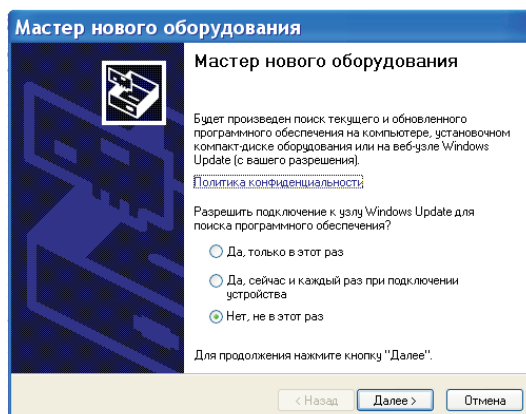 Мастер нового оборудования
Мастер нового оборудования
Будет произведен поиск текущего и обновленного
программного обеспечения на компьютере, установочном
компакт-диске оборудования или на веб-узле Windows
Update (с вашего разрешения).
Политика конфиденциальности
Разрешить подключение к узлу Windows Update для
поиска программного обеспечения?
Да, только в этот раз
Да, сейчас и каждый раз при подключении
устройства
Нет, не в этот раз
Для продолжения нажмите кнопку "Далее".
< Назад
Далее >
Отмена